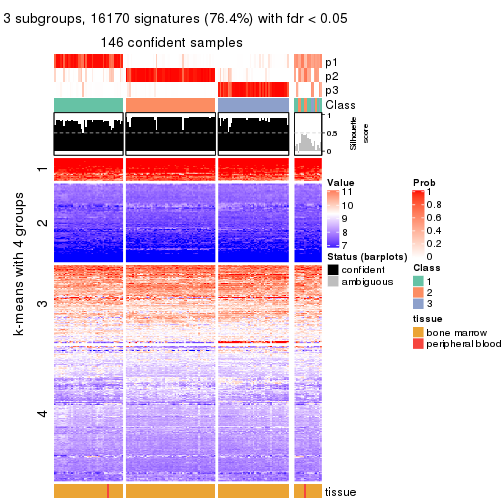 3 subgroups, 16170 signatures (76.4%) with fdr < 0.05
146 confident samples
p1
p2
p3
Class
1
0.5
0
Silhouette
score
k-means with 4 groups
1
2
3
4
tissue
Value
11
10
9
8
7
Status (barplots)
confident
ambiguous
Prob
1
0.8
0.6
0.4
0.2
0
Class
1
2
3
tissue
bone marrow
peripheral blood